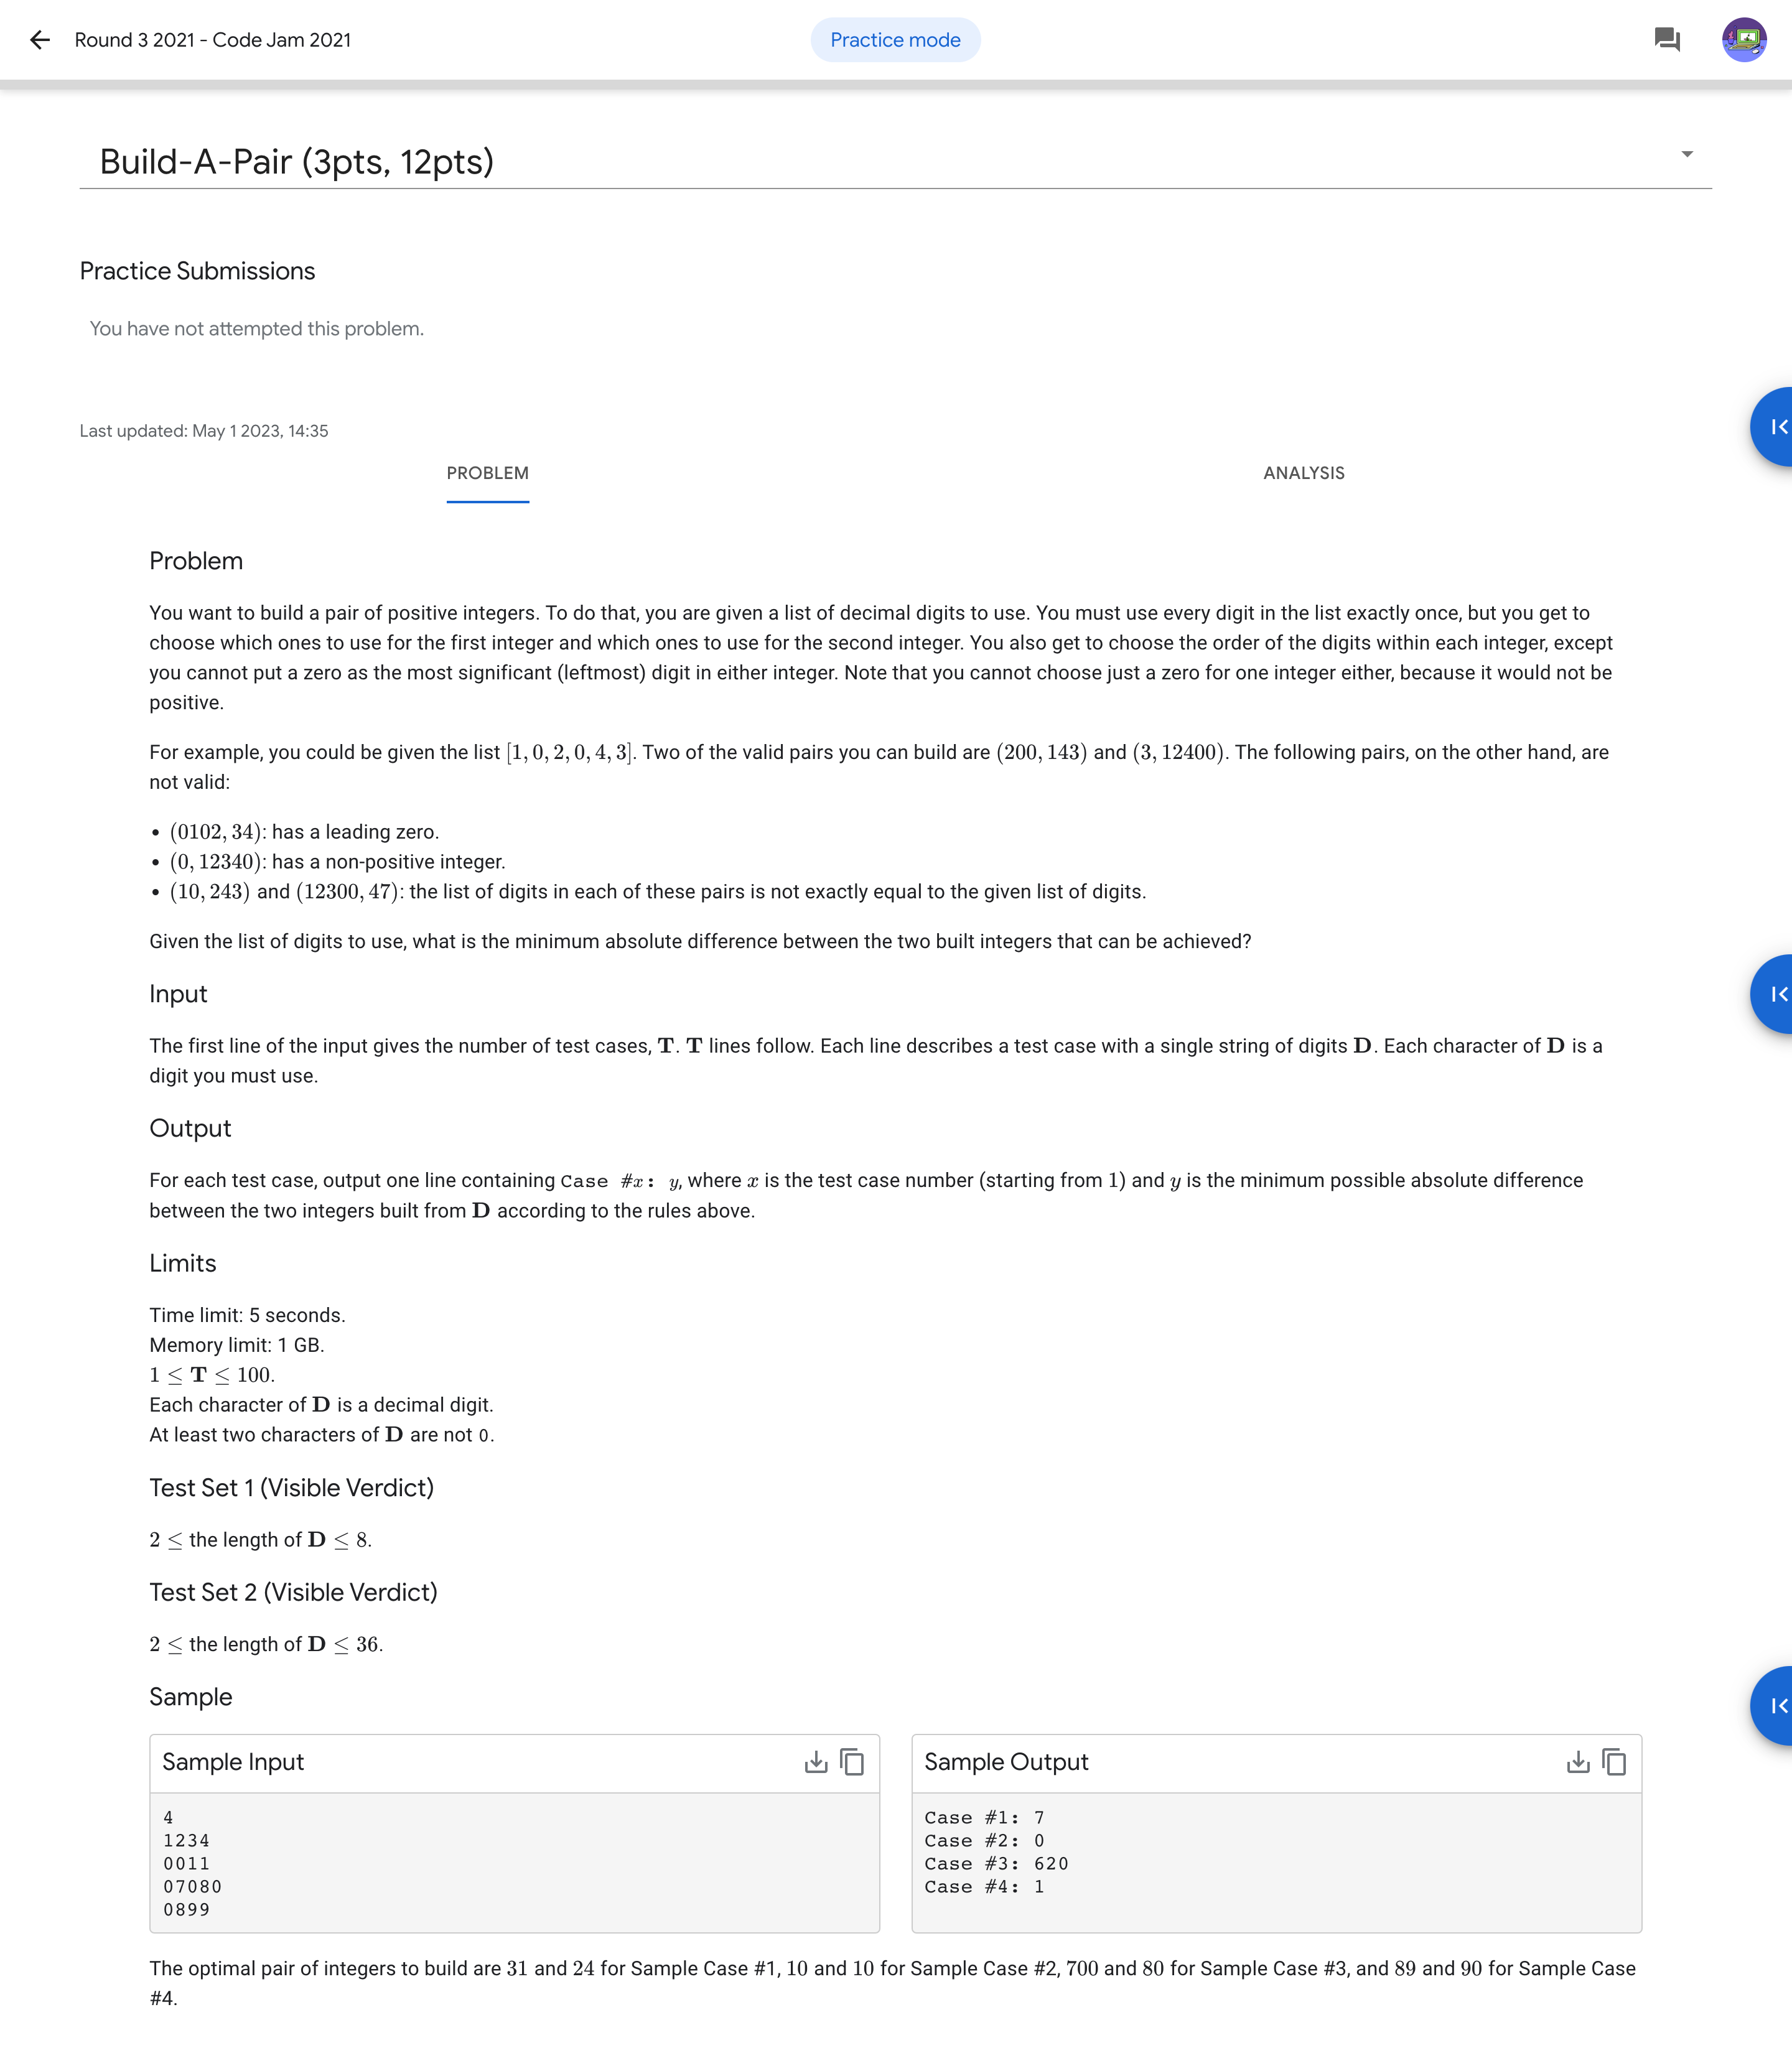 Round 3 2021 - Code Jam 2021
Practice mode
Build-A-Pair (3pts, 12pts)
Practice Submissions
You have not attempted this problem.
Last updated: May 1 2023, 14:35
PROBLEM
ANALYSIS
Problem
You want to build a pair of positive integers. To do that, you are given a list of decimal digits to use. You must use every digit in the list exactly once, but you get to
choose which ones to use for the first integer and which ones to use for the second integer. You also get to choose the order of the digits within each integer, except
you cannot put a zero as the most significant (leftmost) digit in either integer. Note that you cannot choose just a zero for one integer either, because it would not be
positive.
For example, you could be given the list [1, 0, 2, 0, 4, 3]. Two of the valid pairs you can build are (200, 143) and (3, 12400). The following pairs, on the other hand, are
not valid:
• (0102, 34): has a leading zero.
• (0, 12340): has a non-positive integer.
• (10, 243) and (12300, 47): the list of digits in each of these pairs is not exactly equal to the given list of digits.
Given the list of digits to use, what is the minimum absolute difference between the two built integers that can be achieved?
Input
The first line of the input gives the number of test cases, T. T lines follow. Each line describes a test case with a single string of digits D. Each character of D is a
digit you must use.
Output
For each test case, output one line containing Case #x: y, where x is the test case number (starting from 1) and y is the minimum possible absolute difference
between the two integers built from D according to the rules above.
Limits
Time limit: 5 seconds.
Memory limit: 1 GB.
1 ≤ T ≤ 100.
Each character of D is a decimal digit.
At least two characters of D are not 0.
Test Set 1 (Visible Verdict)
2 ≤ the length of D ≤ 8.
Test Set 2 (Visible Verdict)
2 ≤ the length of D ≤ 36.
Sample
Sample Input
4
1234
0011
07080
0899
Sample Output
Case #1: 7
Case #2: 0
Case #3: 620
Case #4: 1
The optimal pair of integers to build are 31 and 24 for Sample Case #1, 10 and 10 for Sample Case #2, 700 and 80 for Sample Case #3, and 89 and 90 for Sample Case
#4.